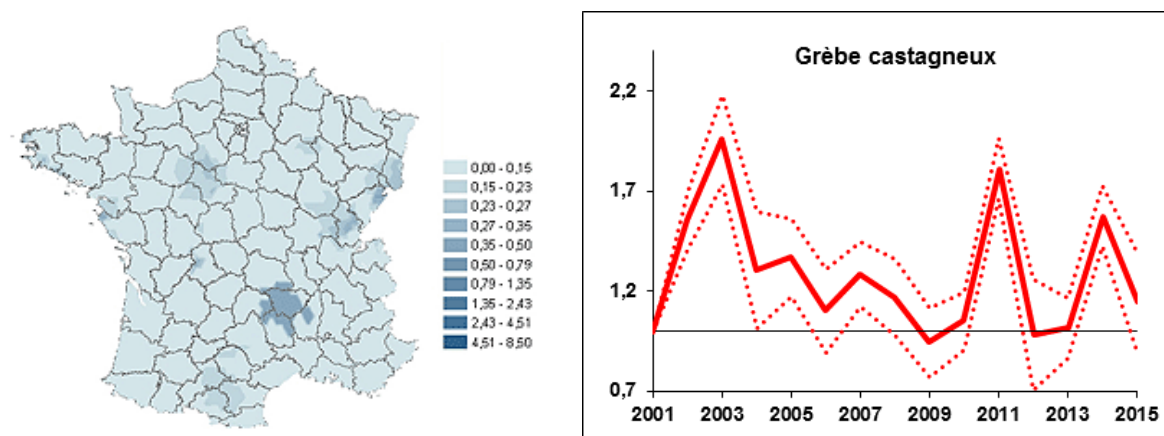 0,00 - 0,15
0,15 - 0,23
0,23 - 0,27
0,27 - 0,35
0,35 - 0,50
0,50 - 0,79
0,79 - 1,35
1,35 - 2,43
2,43 - 4,51
4,51 - 8,50
Grèbe castagneux
2,2
1,7
1,2
0,7
2001 2003 2005 2007 2009 2011 2013 2015